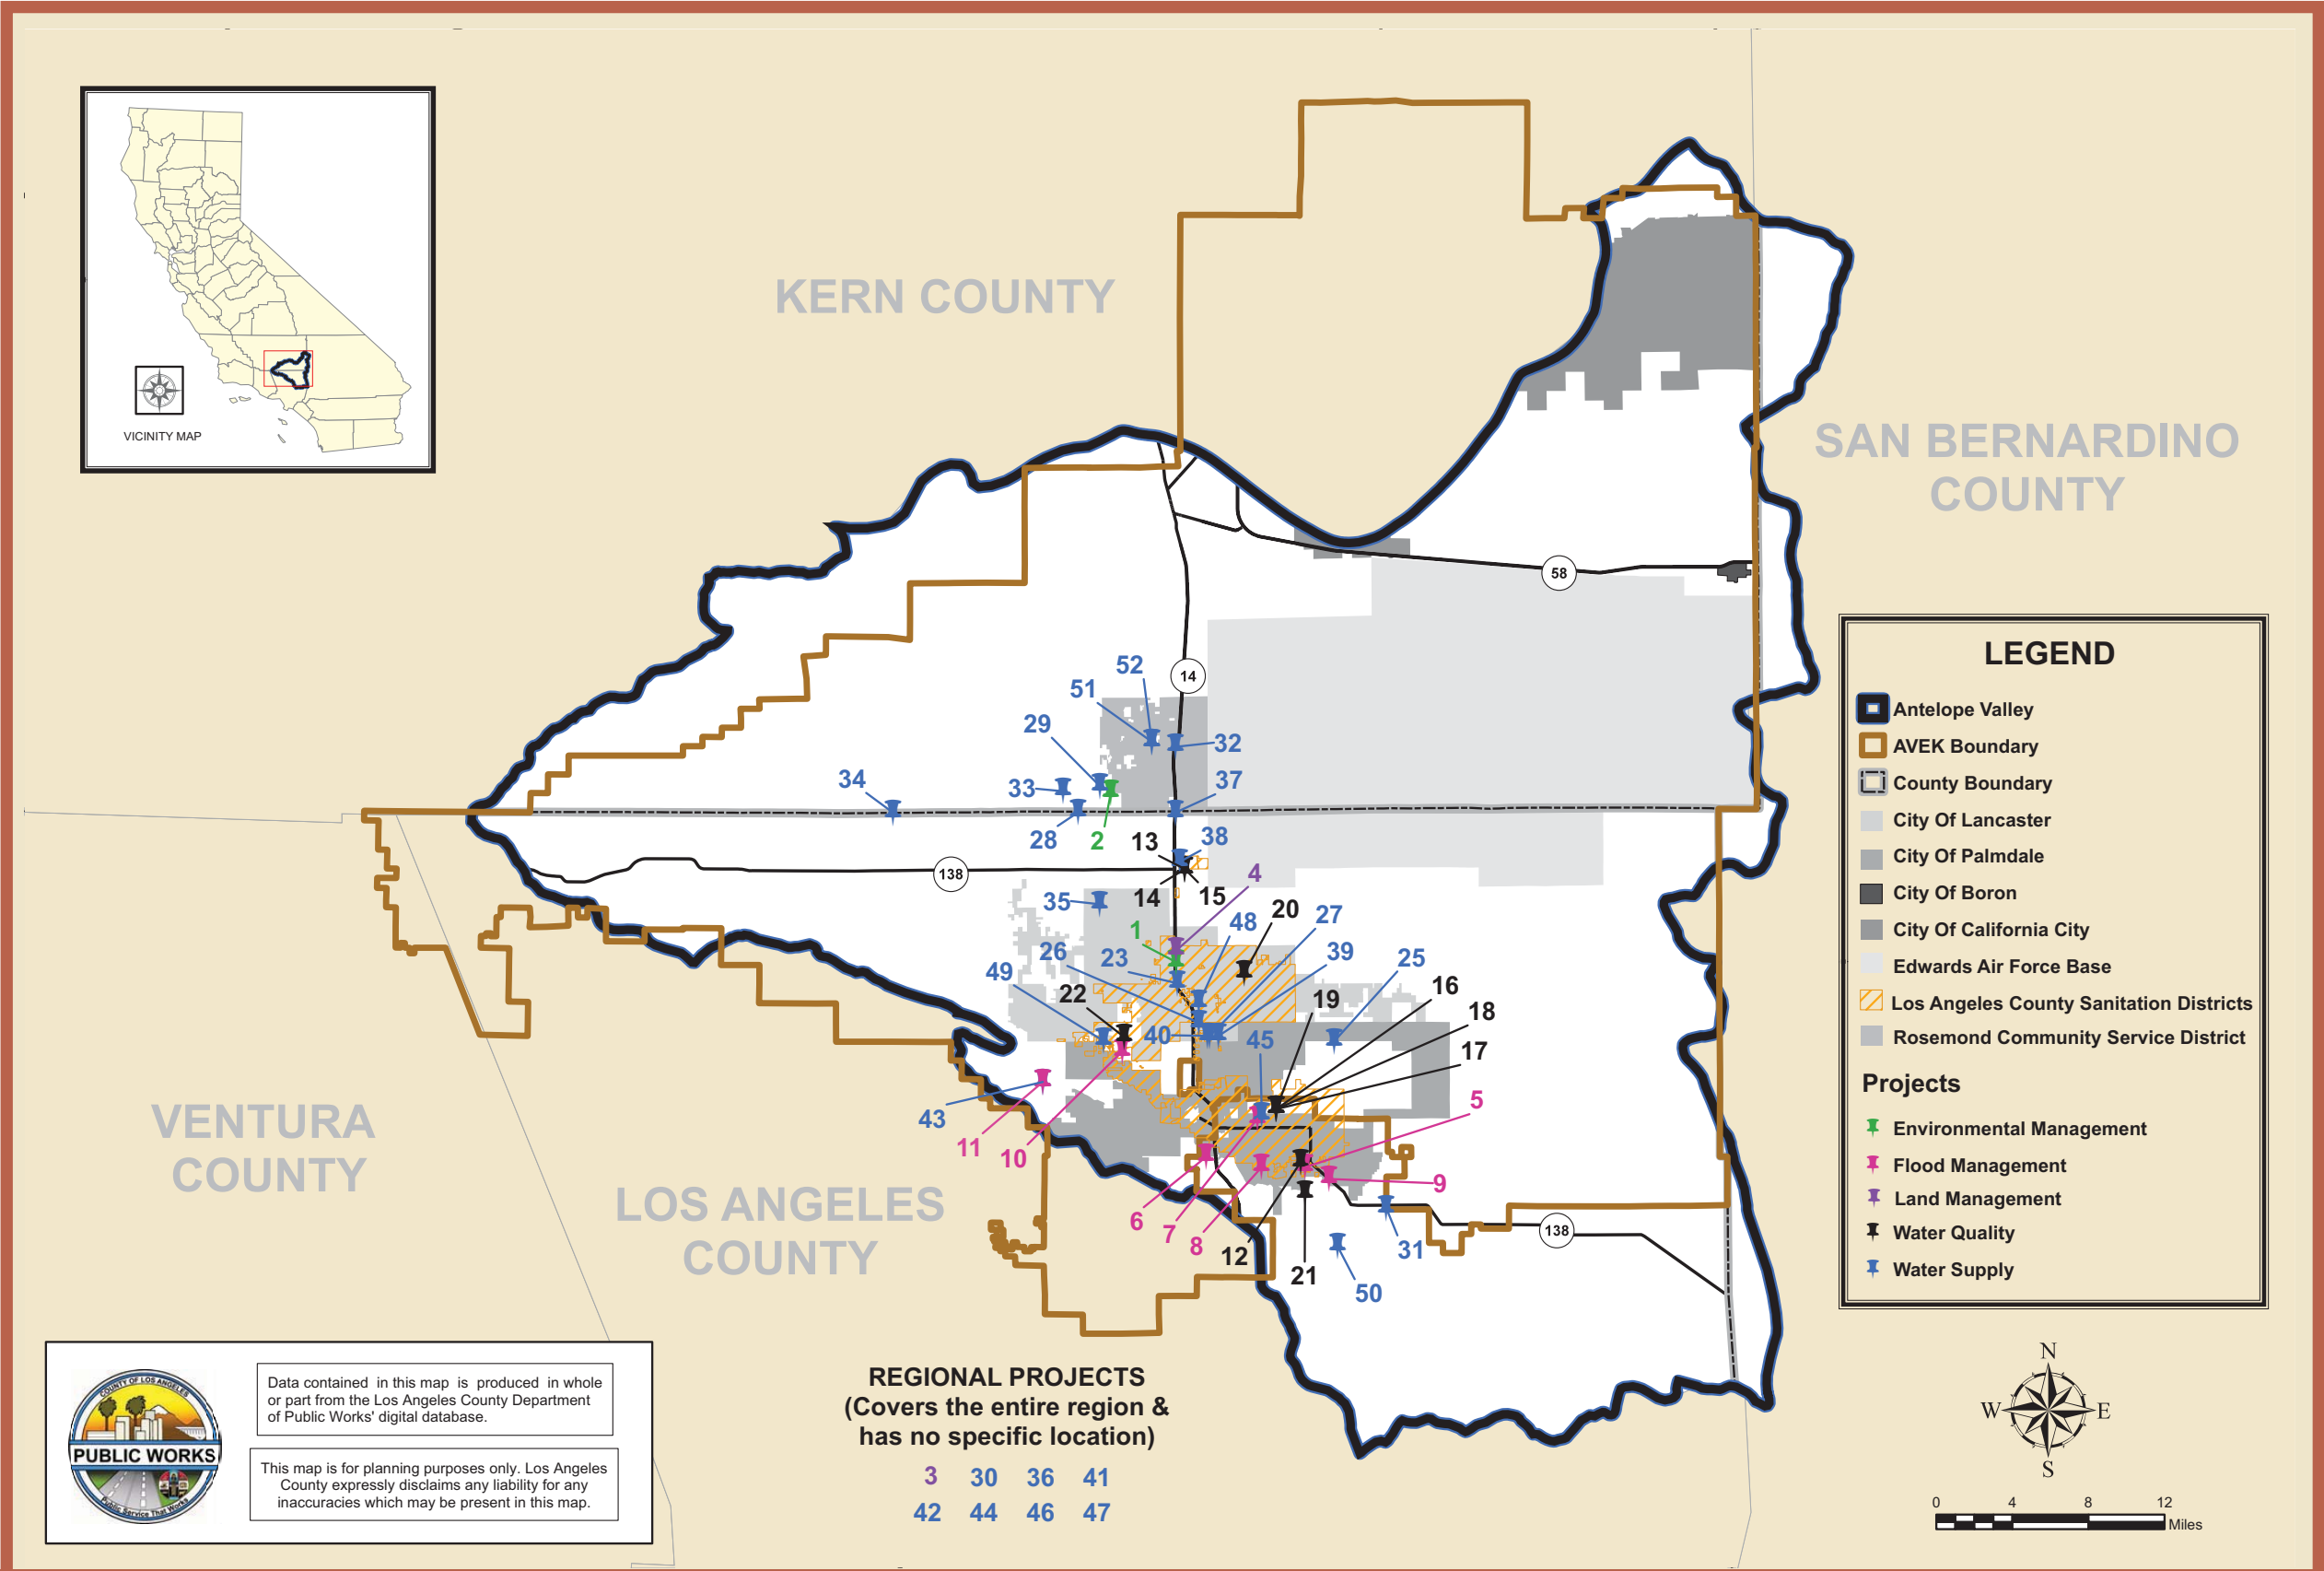 KERN COUNTY
SAN BERNARDINO
COUNTY
VICINITY MAP
58
14
52
51
29
32
34
33
37
28
2
13
38
138
14
15
4
35
20
48
27
1
26
23
39
25
49
22
19
16
18
40
45
17
43
5
11
10
9
6
7
8
12
31
138
21
50
VENTURA
COUNTY
LOS ANGELES
COUNTY
LEGEND
Antelope Valley
AVEK Boundary
County Boundary
City Of Lancaster
City Of Palmdale
City Of Boron
City Of California City
Edwards Air Force Base
Los Angeles County Sanitation Districts
Rosemond Community Service District
Projects
Environmental Management
Flood Management
Land Management
Water Quality
Water Supply
COUNTY OF LOS ANGELES
PUBLIC WORKS
Public Service That Works
Data contained in this map is produced in whole
or part from the Los Angeles County Department
of Public Works' digital database.
This map is for planning purposes only. Los Angeles
County expressly disclaims any liability for any
inaccuracies which may be present in this map.
REGIONAL PROJECTS
(Covers the entire region &
has no specific location)
3 30 36 41
42 44 46 47
N
W E
S
0 4 8 12
Miles